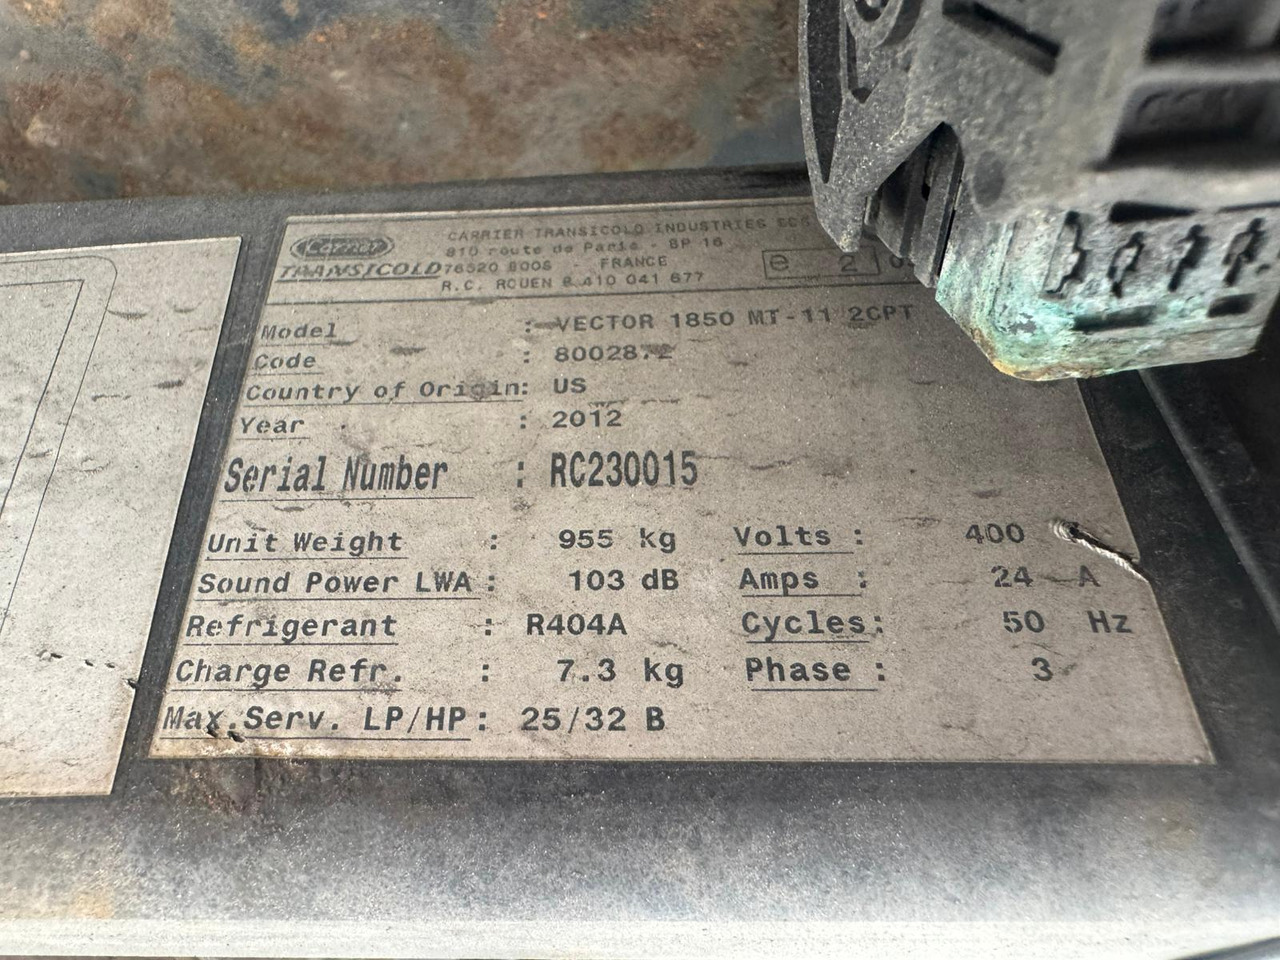 Carrier
TRANSICOLD
CARRIER TRANSICOLD INDUSTRIES
810 route de Paris - BP 16
76520 BOOS - FRANCE
R.C. ROUEN B 410 041 677
e 2
Model : VECTOR 1850 MT-11 2CPT
Code : 8002872
Country of Origin: US
Year : 2012
Serial Number : RC230015
Unit Weight : 955 kg Volts : 400
Sound Power LWA : 103 dB Amps : 24 A
Refrigerant : R404A Cycles: 50 Hz
Charge Refr. : 7.3 kg Phase : 3
Max.Serv. LP/HP : 25/32 B